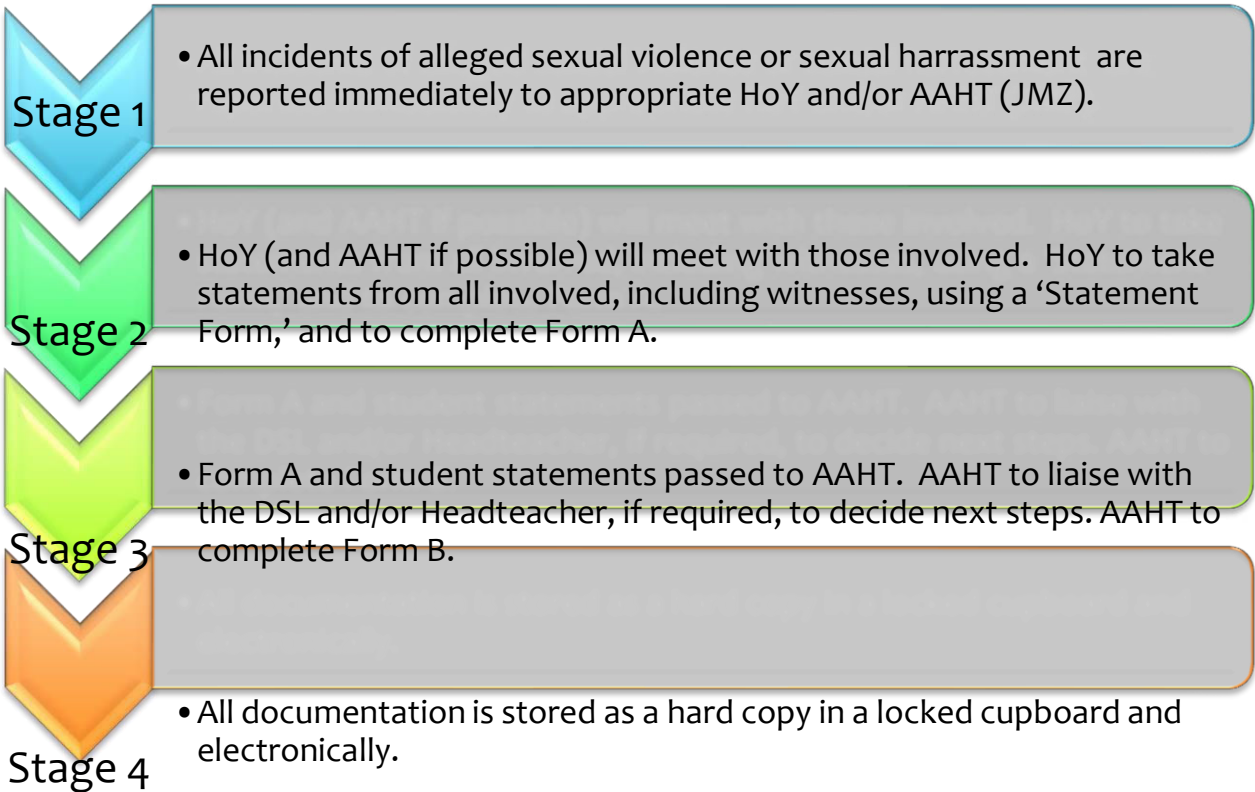 Stage 1
• All incidents of alleged sexual violence or sexual harrassment are
reported immediately to appropriate HoY and/or AAHT (JMZ).
Stage 2
• HoY (and AAHT if possible) will meet with those involved. HoY to take
statements from all involved, including witnesses, using a ‘Statement
Form,’ and to complete Form A.
Stage 3
• Form A and student statements passed to AAHT. AAHT to liaise with
the DSL and/or Headteacher, if required, to decide next steps. AAHT to
complete Form B.
Stage 4
• All documentation is stored as a hard copy in a locked cupboard and
electronically.